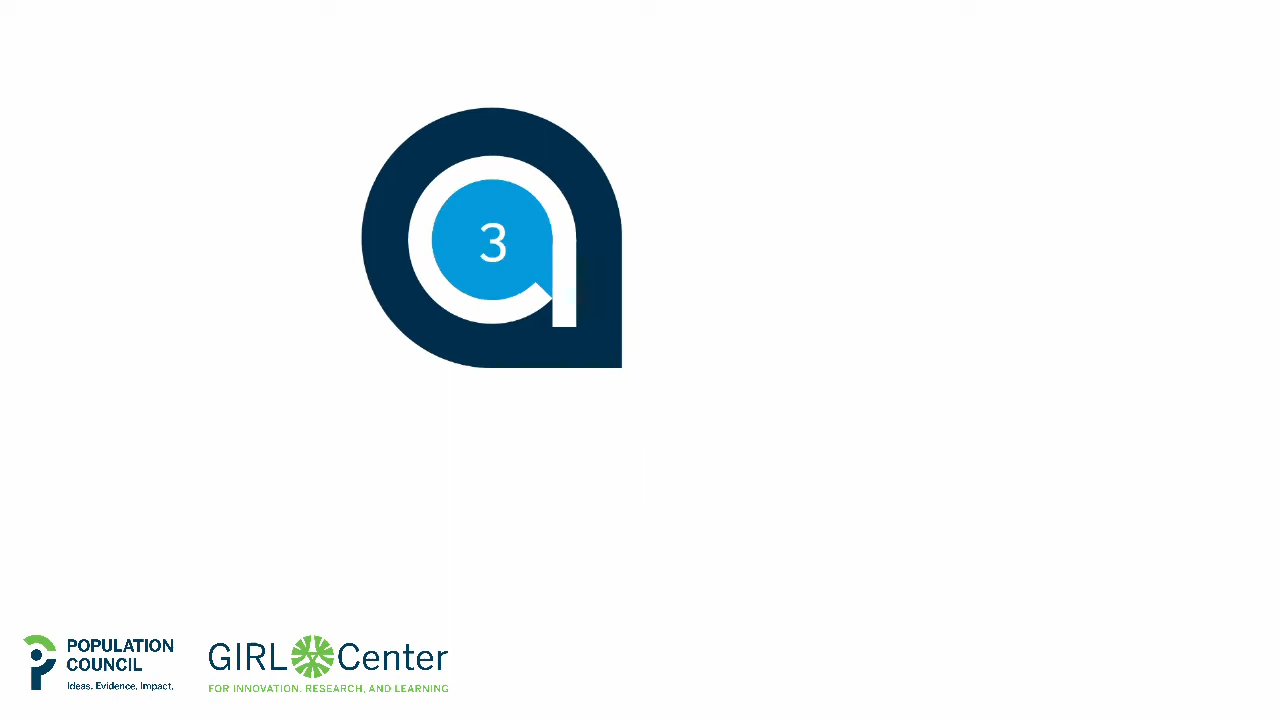 3
POPULATION
COUNCIL
Ideas. Evidence. Impact.
GIRL Center
FOR INNOVATION, RESEARCH, AND LEARNING